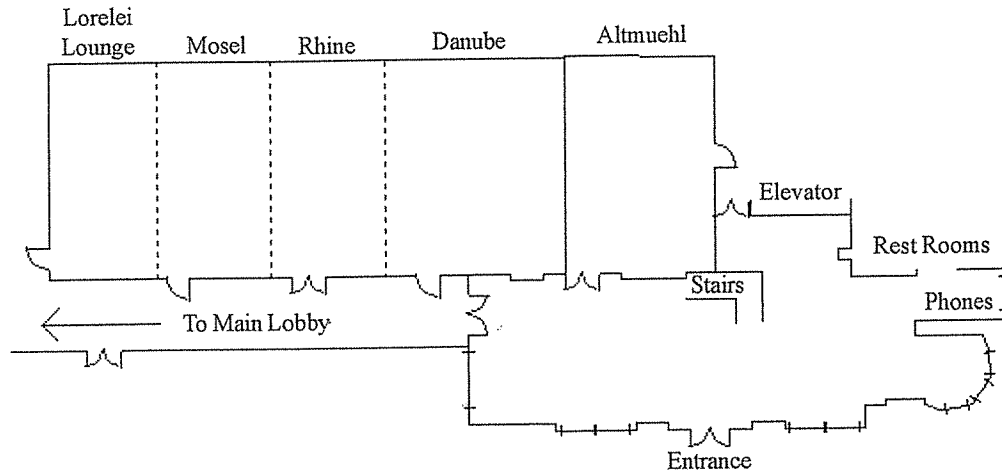 Lorelei
Lounge
Mosel
Rhine
Danube
Altmuehl
Elevator
Rest Rooms
Stairs
Phones
To Main Lobby
Entrance